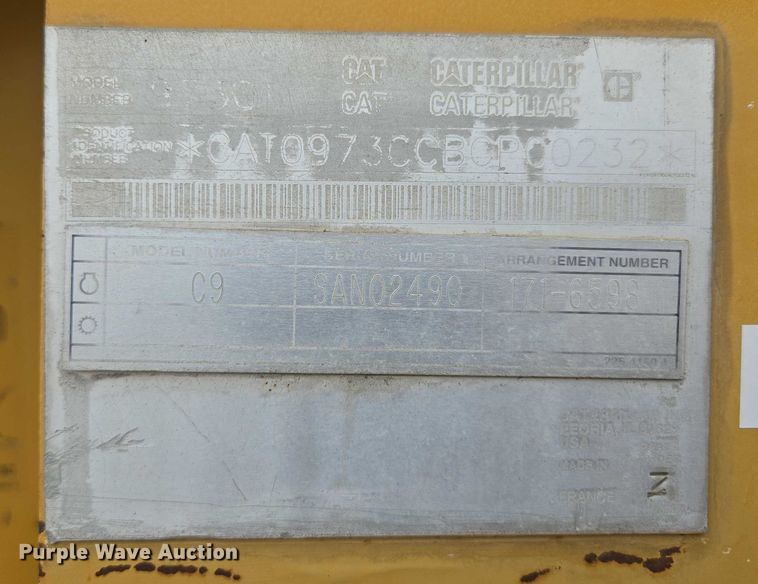 CAT CATERPILLAR
MODEL NUMBER
CAT CATERPILLAR
PRODUCT IDENTIFICATION NUMBER
*CAT0973CCBCP00232*
MODEL NUMBER SERIAL NUMBER ARRANGEMENT NUMBER
C9 SAN02490 171-6598
PEORIA, IL
USA
MADE IN
FRANCE
N
Purple Wave Auction